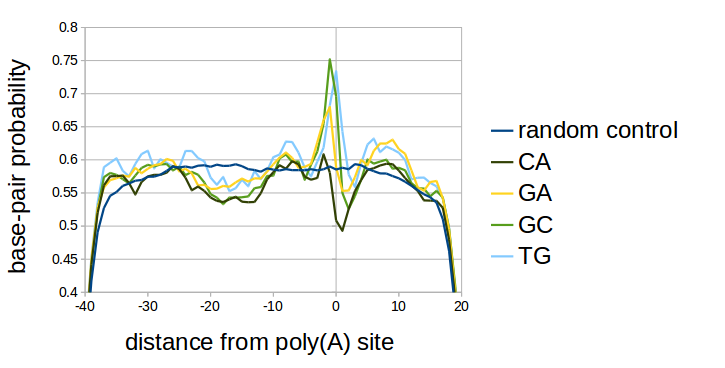 0.8
0.75
0.7
0.65
0.6
0.55
0.5
0.45
0.4
base-pair probability
-40 -30 -20 -10 0 10 20
distance from poly(A) site
random control
CA
GA
GC
TG